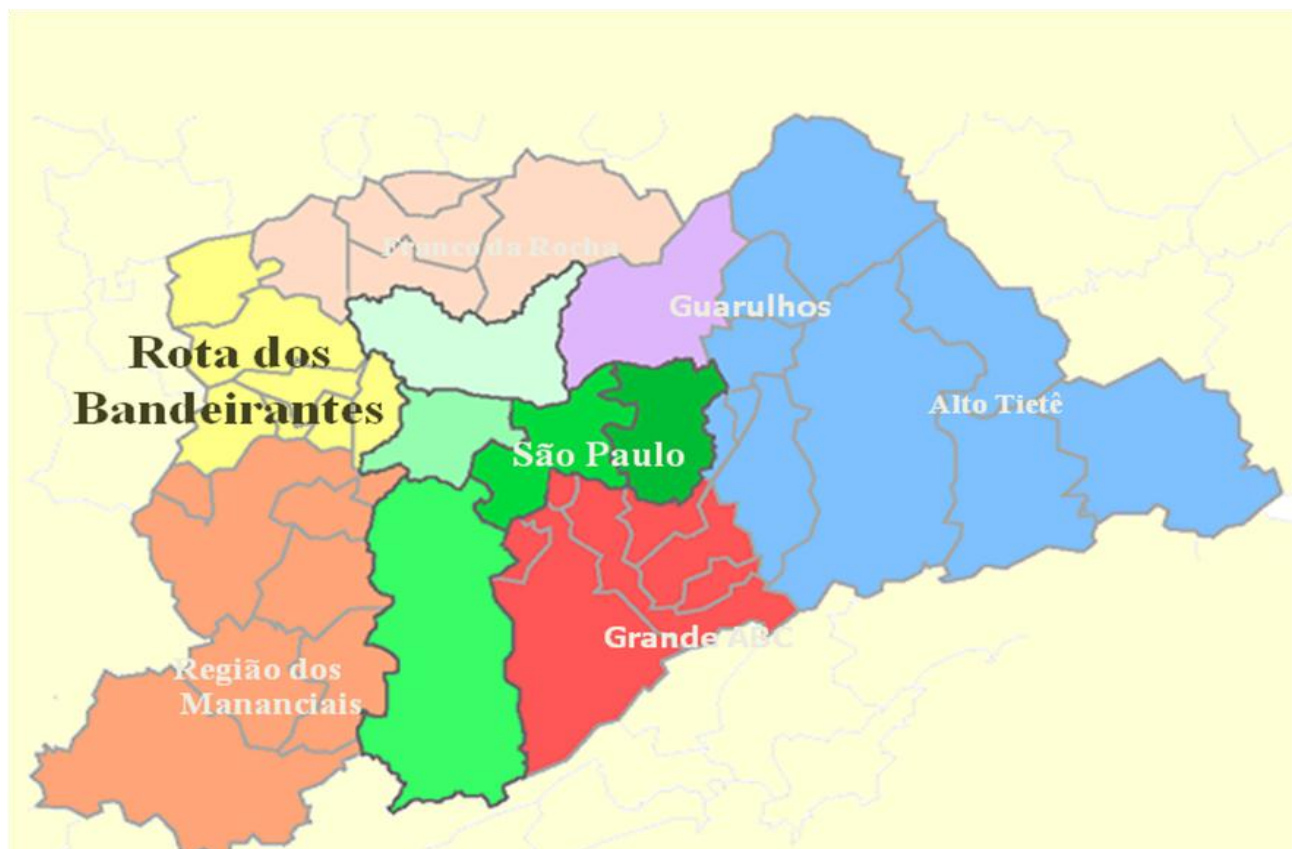 Franco da Rocha
Guarulhos
Rota dos
Bandeirantes
Alto Tietê
São Paulo
Grande ABC
Região dos
Mananciais